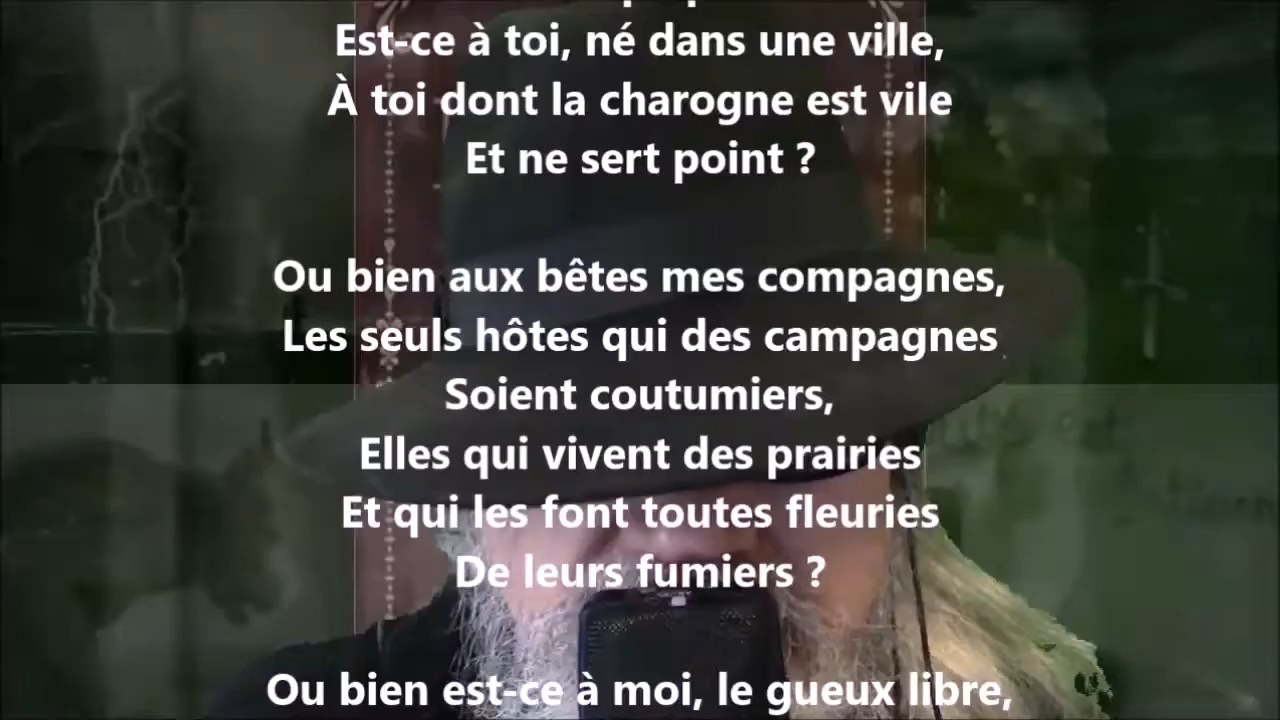 Est-ce à toi, né dans une ville,
À toi dont la charogne est vile
Et ne sert point ?
Ou bien aux bêtes mes compagnes,
Les seuls hôtes qui des campagnes
Soient coutumiers,
Elles qui vivent des prairies
Et qui les font toutes fleuries
De leurs fumiers ?
Ou bien est-ce à moi, le gueux libre,